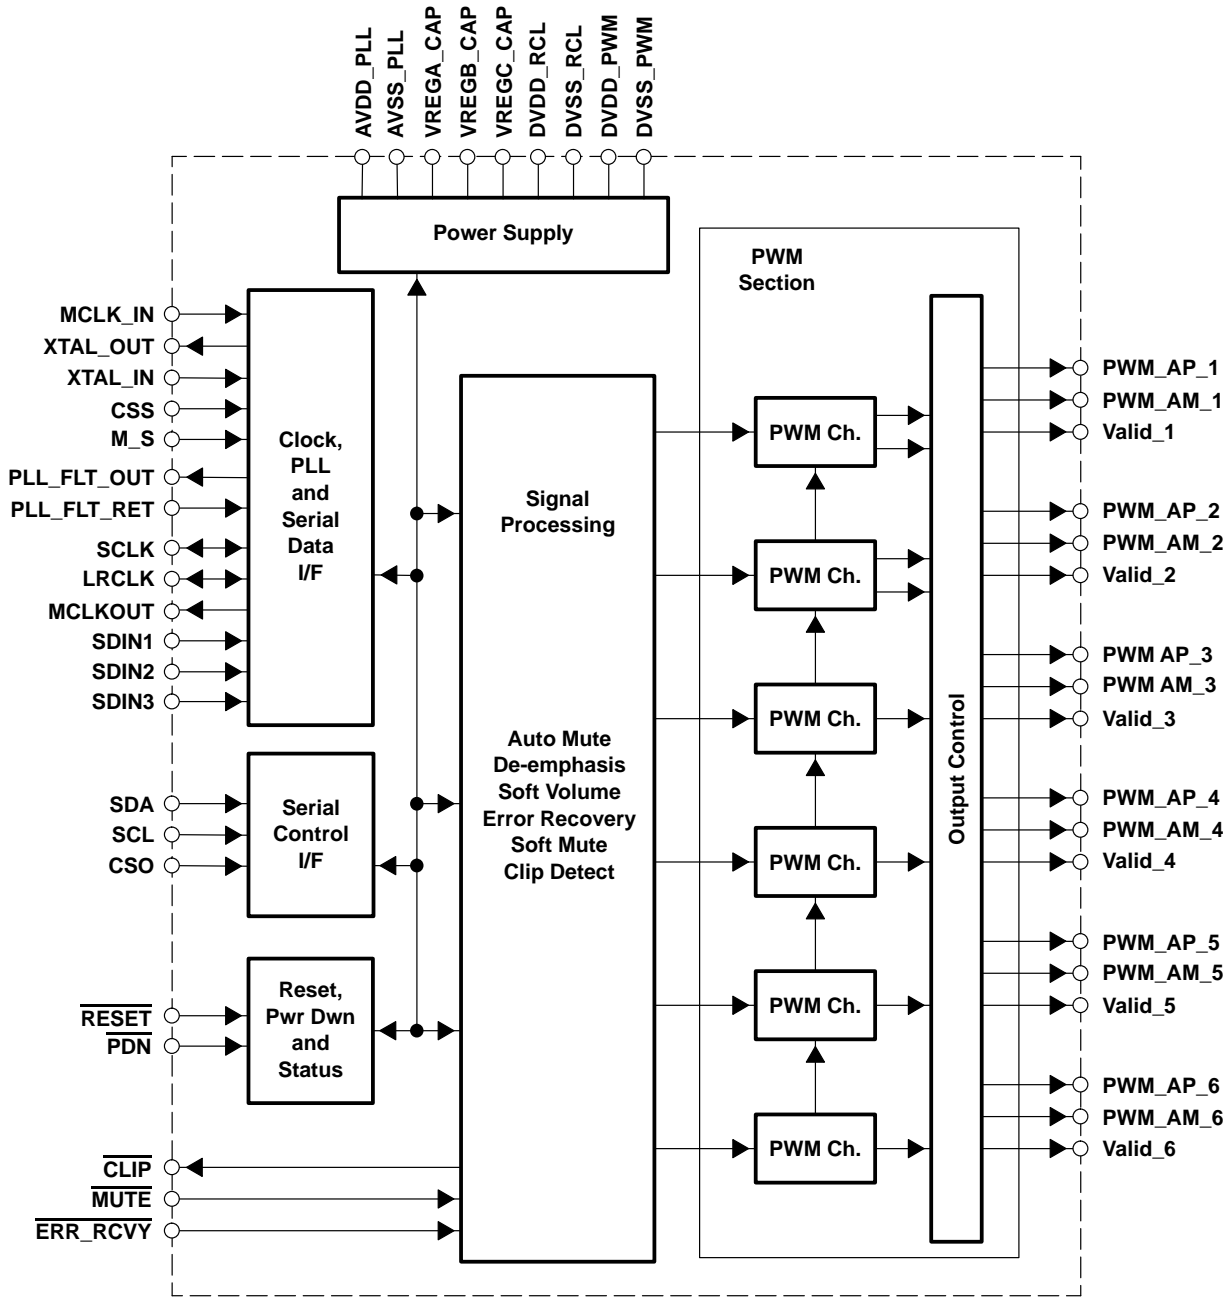 AVDD_PLL
AVSS_PLL
VREGA_CAP
VREGB_CAP
VREGC_CAP
DVDD_RCL
DVSS_RCL
DVDD_PWM
DVSS_PWM
Power Supply
PWM
Section
MCLK_IN
XTAL_OUT
XTAL_IN
CSS
M_S
PLL_FLT_OUT
PLL_FLT_RET
SCLK
LRCLK
MCLKOUT
SDIN1
SDIN2
SDIN3
Clock,
PLL
and
Serial
Data
I/F
SDA
SCL
CSO
Serial
Control
I/F
RESET
PDN
Reset,
Pwr Dwn
and
Status
CLIP
MUTE
ERR_RCVY
Signal
Processing
Auto Mute
De-emphasis
Soft Volume
Error Recovery
Soft Mute
Clip Detect
PWM Ch.
PWM Ch.
PWM Ch.
PWM Ch.
PWM Ch.
PWM Ch.
Output Control
PWM_AP_1
PWM_AM_1
Valid_1
PWM_AP_2
PWM_AM_2
Valid_2
PWM AP_3
PWM AM_3
Valid_3
PWM_AP_4
PWM_AM_4
Valid_4
PWM_AP_5
PWM_AM_5
Valid_5
PWM_AP_6
PWM_AM_6
Valid_6